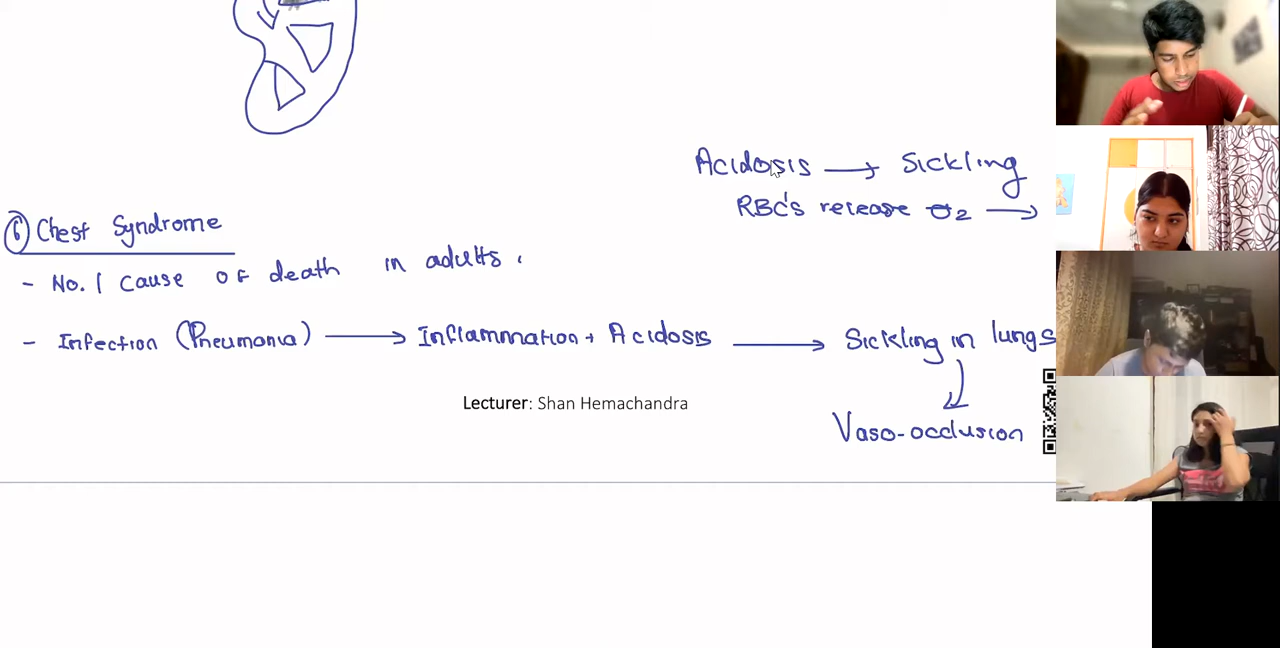 Acidosis → Sickling
RBC's release O2 →
⑥ Chest Syndrome
- No. 1 cause of death in adults.
- Infection (Pneumonia) → Inflammation + Acidosis → Sickling in lungs
↓
Lecturer: Shan Hemachandra
Vaso-occlusion